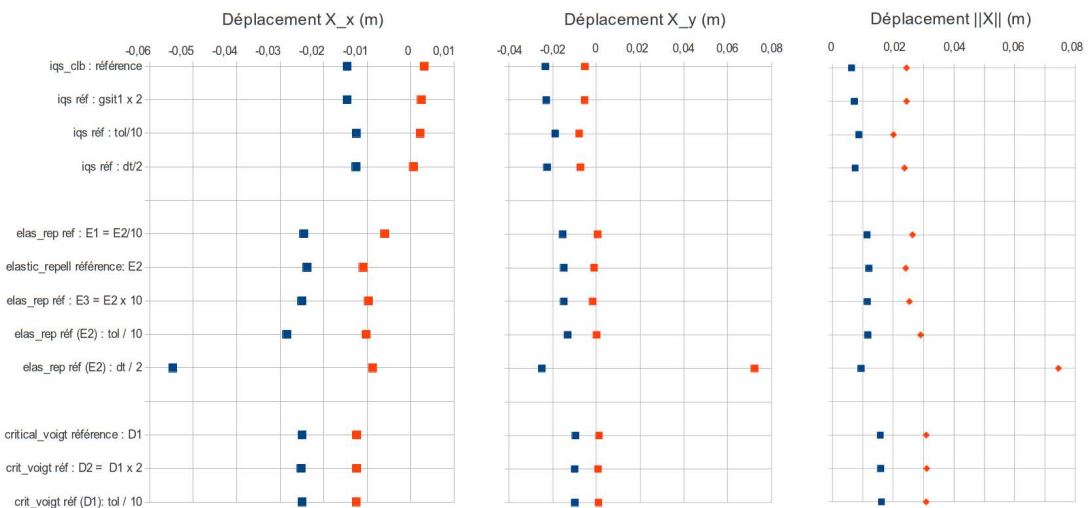 Déplacement X_x (m)
Déplacement X_y (m)
Déplacement ||X|| (m)
-0,06 -0,05 -0,03 -0,02 -0,01 0 0,01
-0,04 -0,02 0 0,02 0,04 0,06 0,08
0 0,02 0,04 0,06 0,08
iqs_clb : référence
iqs réf : gsit1 x 2
iqs réf : tol/10
iqs réf : dt/2
elas_rep ref : E1 = E2/10
elastic_repell référence: E2
elas_rep réf : E3 = E2 x 10
elas_rep réf (E2) : tol / 10
elas_rep réf (E2) : dt / 2
critical_voigt référence : D1
crit_voigt réf : D2 = D1 x 2
crit_voigt réf (D1): tol / 10